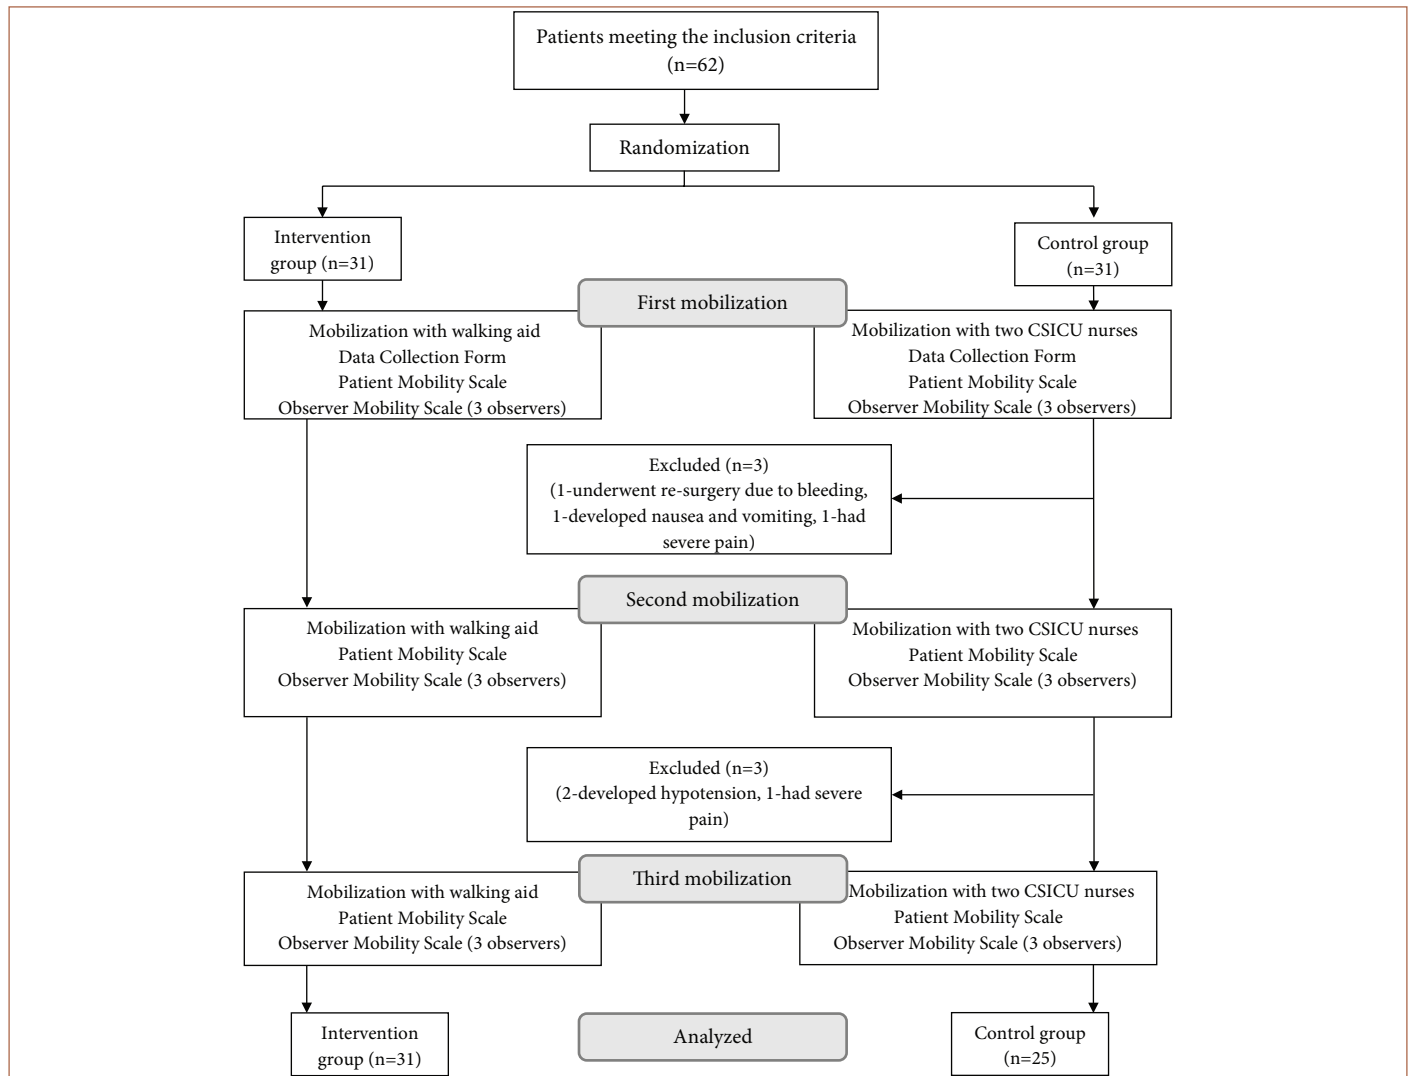 Patients meeting the inclusion criteria
(n=62)
Randomization
Intervention
group (n=31)
Control group
(n=31)
First mobilization
Mobilization with walking aid
Data Collection Form
Patient Mobility Scale
Observer Mobility Scale (3 observers)
Mobilization with two CSICU nurses
Data Collection Form
Patient Mobility Scale
Observer Mobility Scale (3 observers)
Excluded (n=3)
(1-underwent re-surgery due to bleeding,
1-developed nausea and vomiting, 1-had
severe pain)
Second mobilization
Mobilization with walking aid
Patient Mobility Scale
Observer Mobility Scale (3 observers)
Mobilization with two CSICU nurses
Patient Mobility Scale
Observer Mobility Scale (3 observers)
Excluded (n=3)
(2-developed hypotension, 1-had severe
pain)
Third mobilization
Mobilization with walking aid
Patient Mobility Scale
Observer Mobility Scale (3 observers)
Mobilization with two CSICU nurses
Patient Mobility Scale
Observer Mobility Scale (3 observers)
Intervention
group (n=31)
Analyzed
Control group
(n=25)